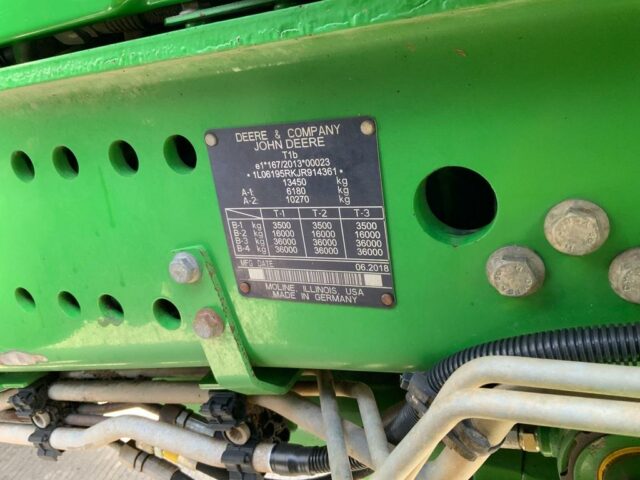 DEERE & COMPANY
JOHN DEERE
T1b
e1*167/2013*00023
* 1L06195RKJR914361 *
13450 kg
A-1: 6180 kg
A-2: 10270 kg
T-1 T-2 T-3
B-1 kg 3500 3500 3500
B-2 kg 16000 16000 16000
B-3 kg 36000 36000 36000
B-4 kg 36000 36000 36000
MFG DATE 06.2018
MOLINE, ILLINOIS, USA
MADE IN GERMANY